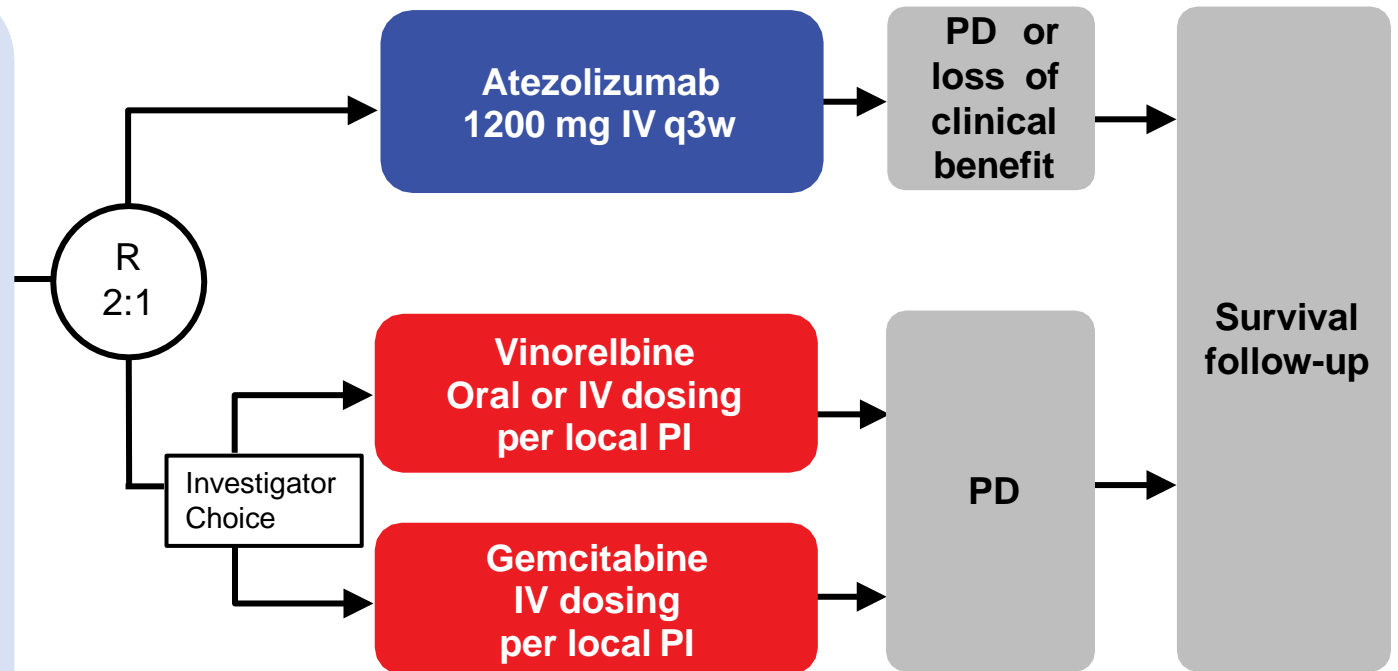 R
2:1
Atezolizumab
1200 mg IV q3w
PD or
loss of
clinical
benefit
Investigator
Choice
Vinorelbine
Oral or IV dosing
per local PI
Gemcitabine
IV dosing
per local PI
PD
Survival
follow-up